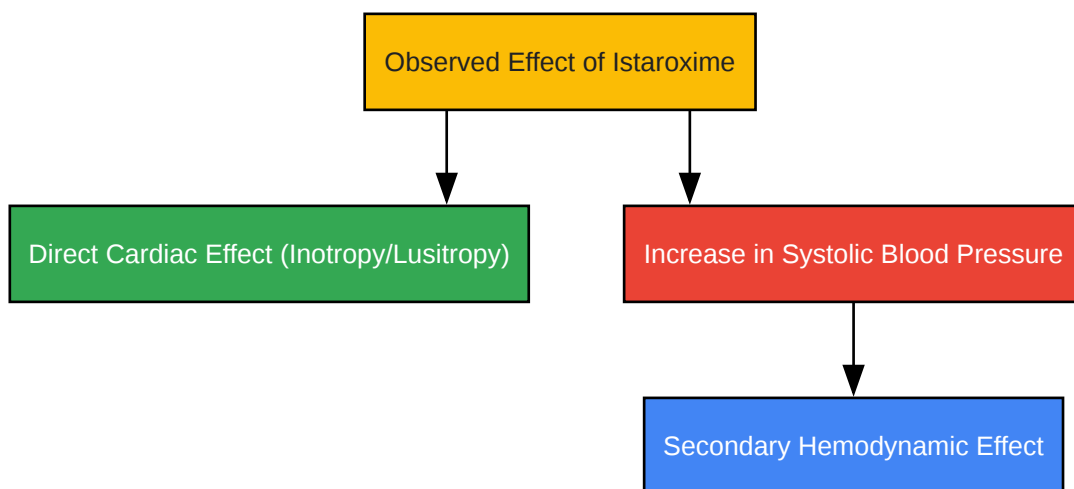 Observed Effect of Istaroxime
Direct Cardiac Effect (Inotropy/Lusitropy)
Increase in Systolic Blood Pressure
Secondary Hemodynamic Effect